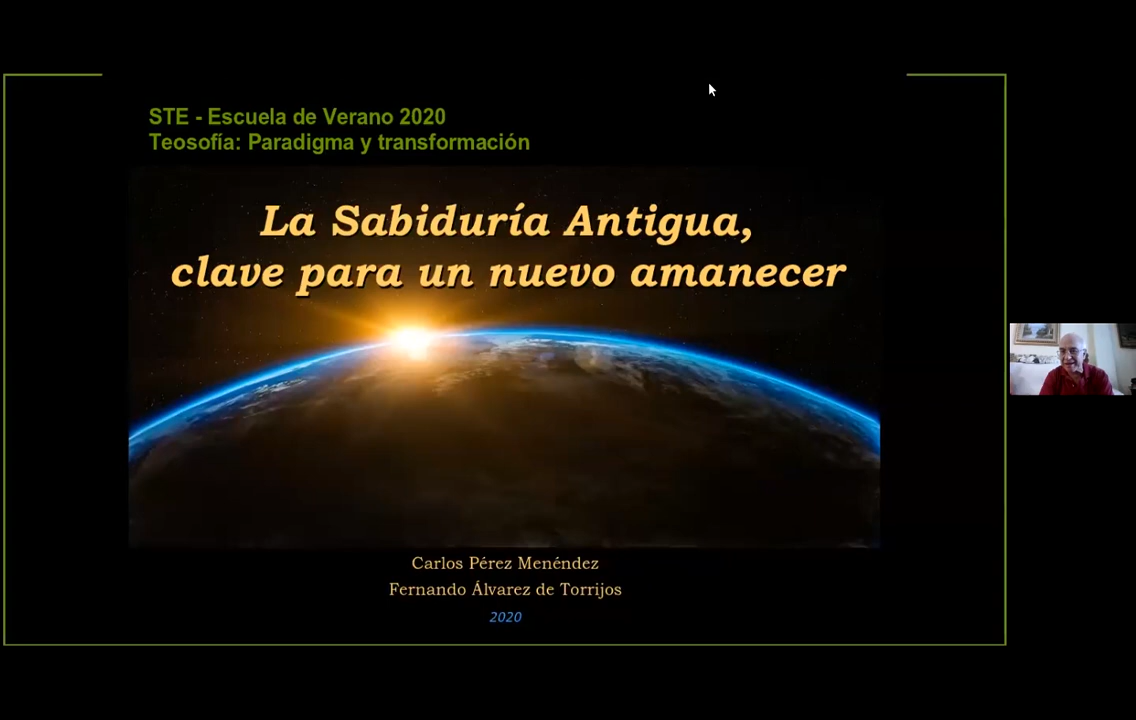 STE - Escuela de Verano 2020
Teosofía: Paradigma y transformación
La Sabiduría Antigua,
clave para un nuevo amanecer
Carlos Pérez Menéndez
Fernando Álvarez de Torrijos
2020